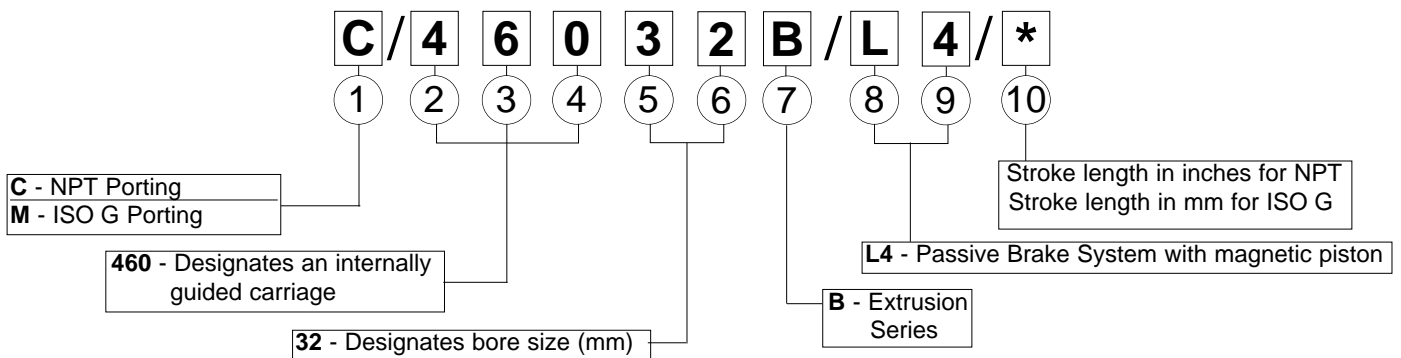 C/46032B/L4/*
1 2 3 4 5 6 7 8 9 10
C - NPT Porting
M - ISO G Porting
460 - Designates an internally
guided carriage
32 - Designates bore size (mm)
B - Extrusion
Series
L4 - Passive Brake System with magnetic piston
Stroke length in inches for NPT
Stroke length in mm for ISO G